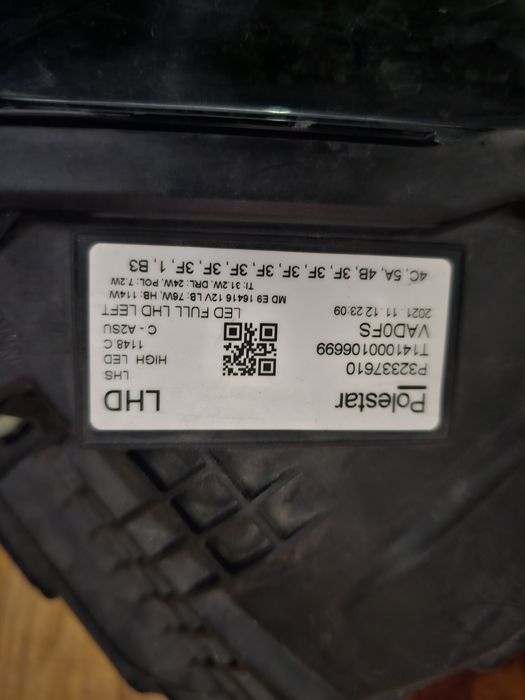 Polestar LHD
P32337610 LHS
T141000106699 HIGH LED
VAD0FS 1148.C
2021. 11. 12 23:09 C - A2SU
LED FULL LHD LEFT
MD E9 16416 12V LB: 76W, HB: 114W
TI: 31.2W, DRL: 24W, POL: 7.2W
4C, 5A, 4B, 3F, 3F, 3F, 3F, 3F, 3F, 1, B3